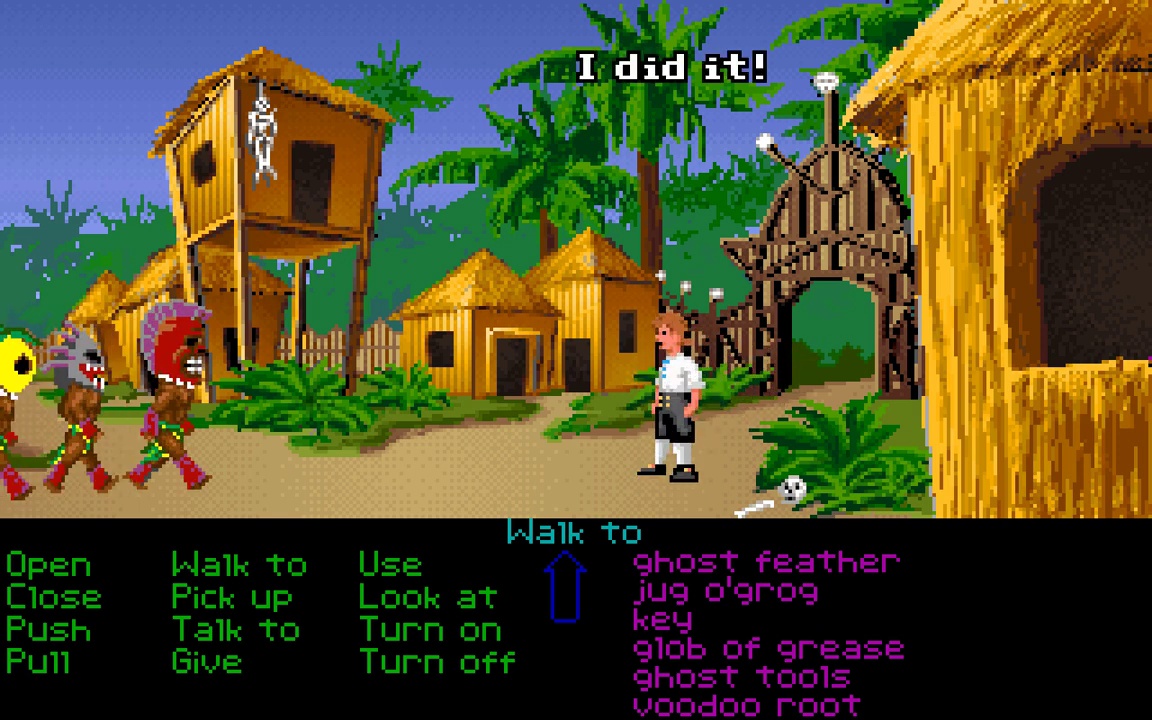 I did it!
Walk to
Open Walk to Use
Close Pick up Look at
Push Talk to Turn on
Pull Give Turn off
ghost feather
jug o'grog
key
glob of grease
ghost tools
voodoo root